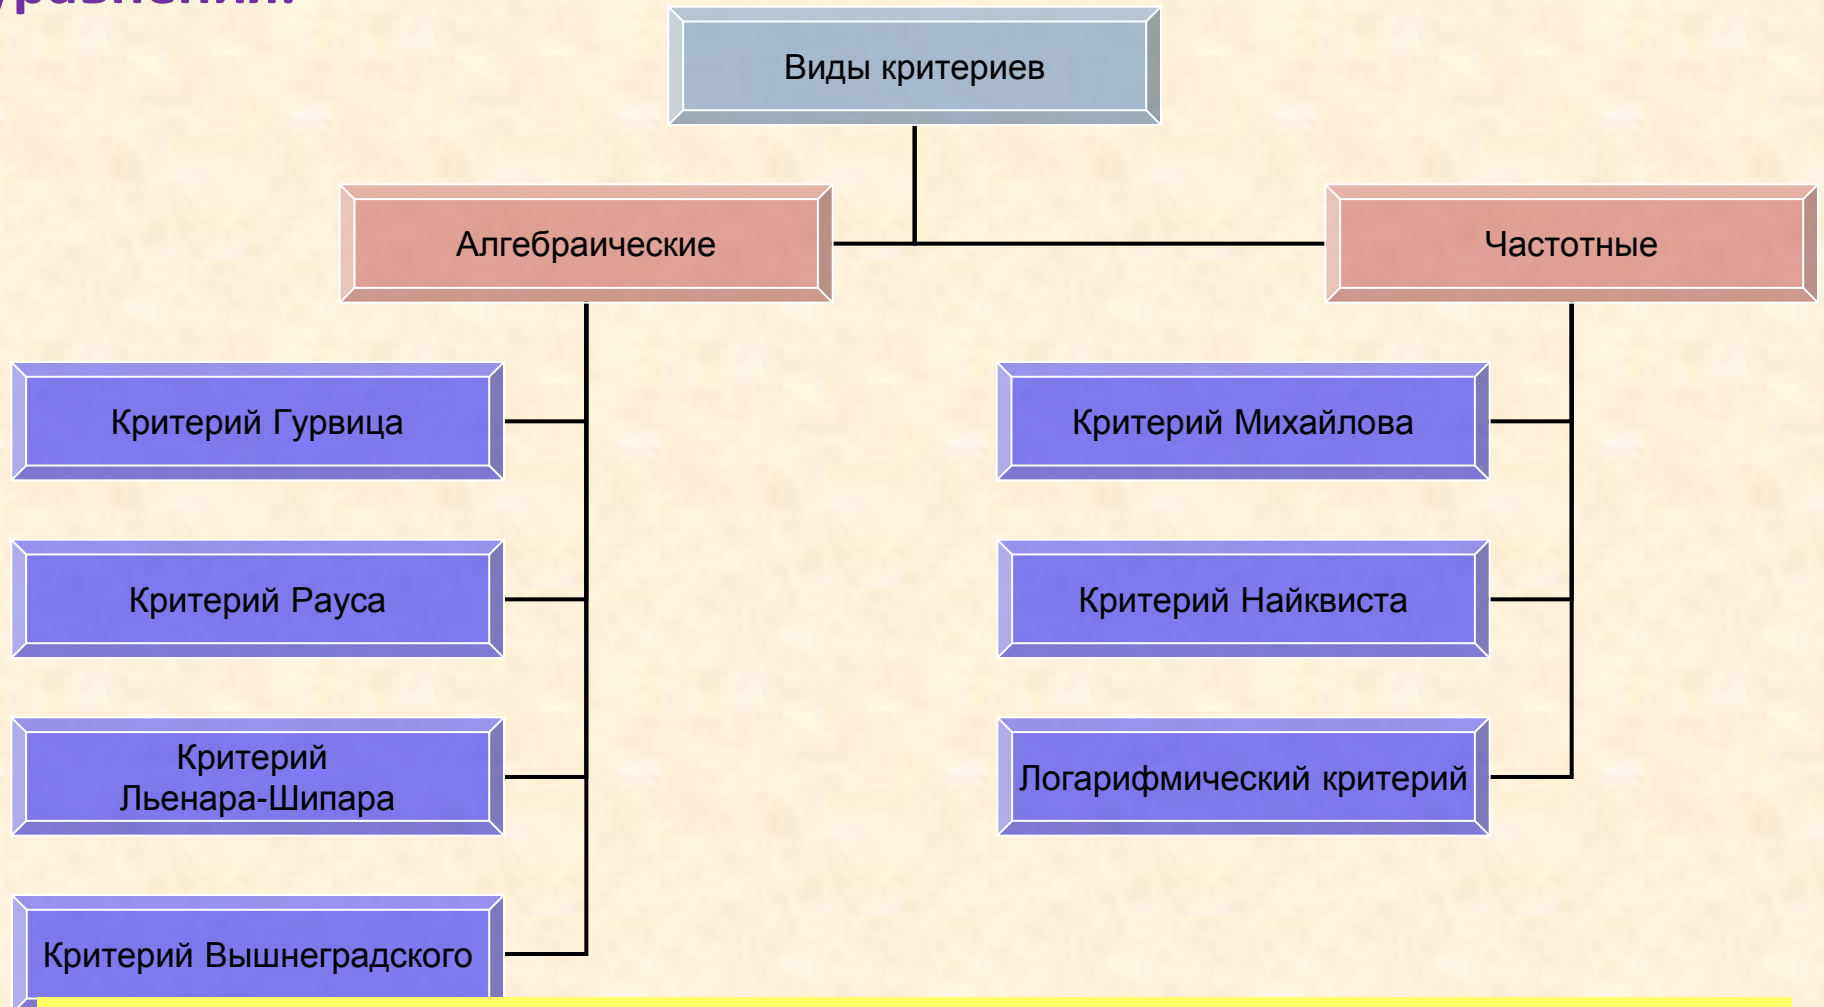 уравнения.
Виды критериев
Алгебраические
Частотные
Критерий Гурвица
Критерий Михайлова
Критерий Рауса
Критерий Найквиста
Критерий
Льенара-Шипара
Логарифмический критерий
Критерий Вышнеградского